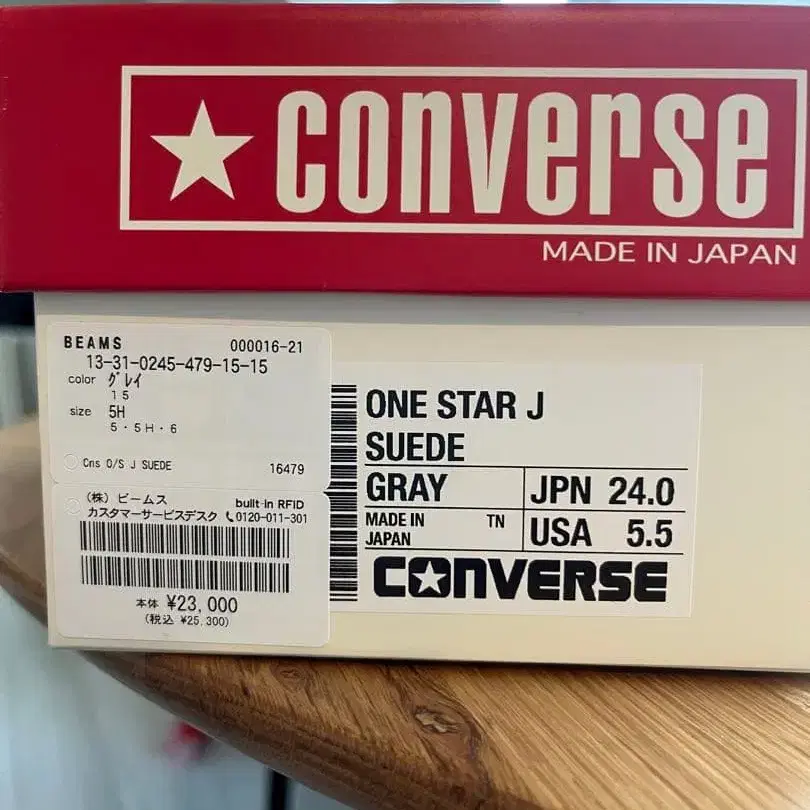 ★ CONVERSE
MADE IN JAPAN
BEAMS 000016-21
13-31-0245-479-15-15
color グレイ
15
size 5H
5・5H・6
Cns O/S J SUEDE 16479
(株) ビームス built-in RFID
カスタマーサービスデスク 0120-011-301
本体 ¥23,000
(税込 ¥25,300)
ONE STAR J
SUEDE
GRAY JPN 24.0
MADE IN JAPAN TN USA 5.5
CONVERSE